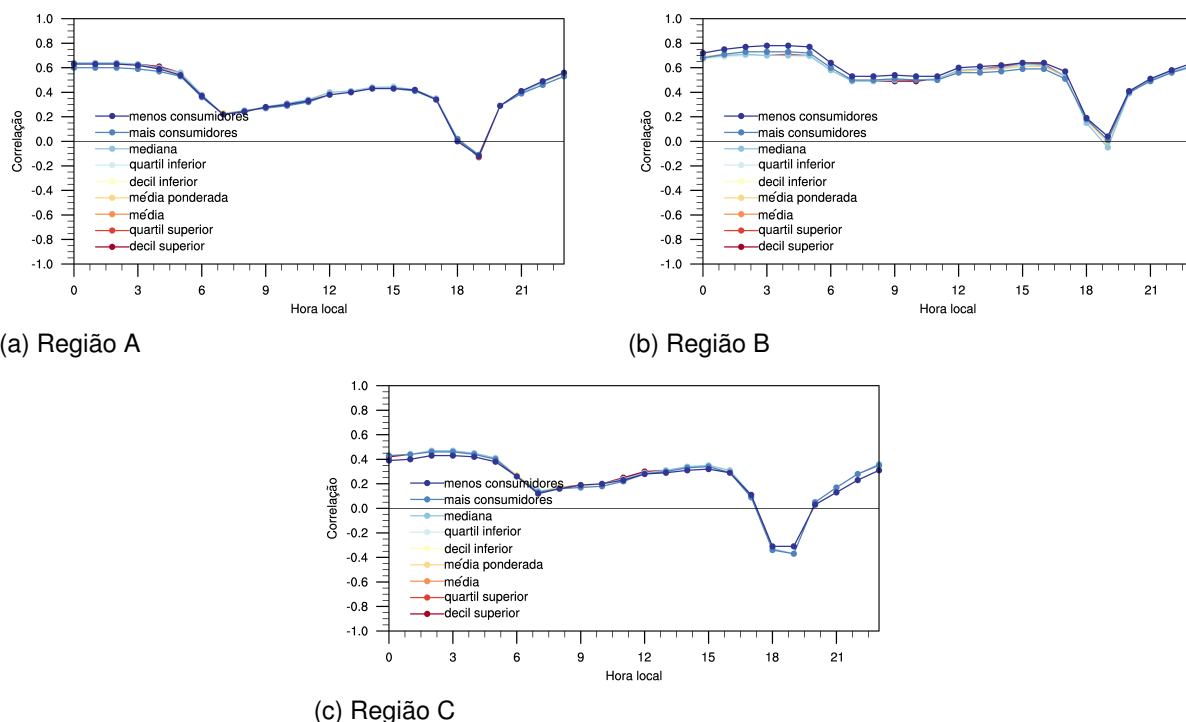 1.0
0.8
0.6
0.4
0.2
0.0
-0.2
-0.4
-0.6
-0.8
-1.0
Correlação
menos consumidores
mais consumidores
mediana
quartil inferior
decil inferior
média ponderada
média
quartil superior
decil superior
0 3 6 9 12 15 18 21
Hora local
(a) Região A
1.0
0.8
0.6
0.4
0.2
0.0
-0.2
-0.4
-0.6
-0.8
-1.0
Correlação
menos consumidores
mais consumidores
mediana
quartil inferior
decil inferior
média ponderada
média
quartil superior
decil superior
0 3 6 9 12 15 18 21
Hora local
(b) Região B
1.0
0.8
0.6
0.4
0.2
0.0
-0.2
-0.4
-0.6
-0.8
-1.0
Correlação
menos consumidores
mais consumidores
mediana
quartil inferior
decil inferior
média ponderada
média
quartil superior
decil superior
0 3 6 9 12 15 18 21
Hora local
(c) Região C